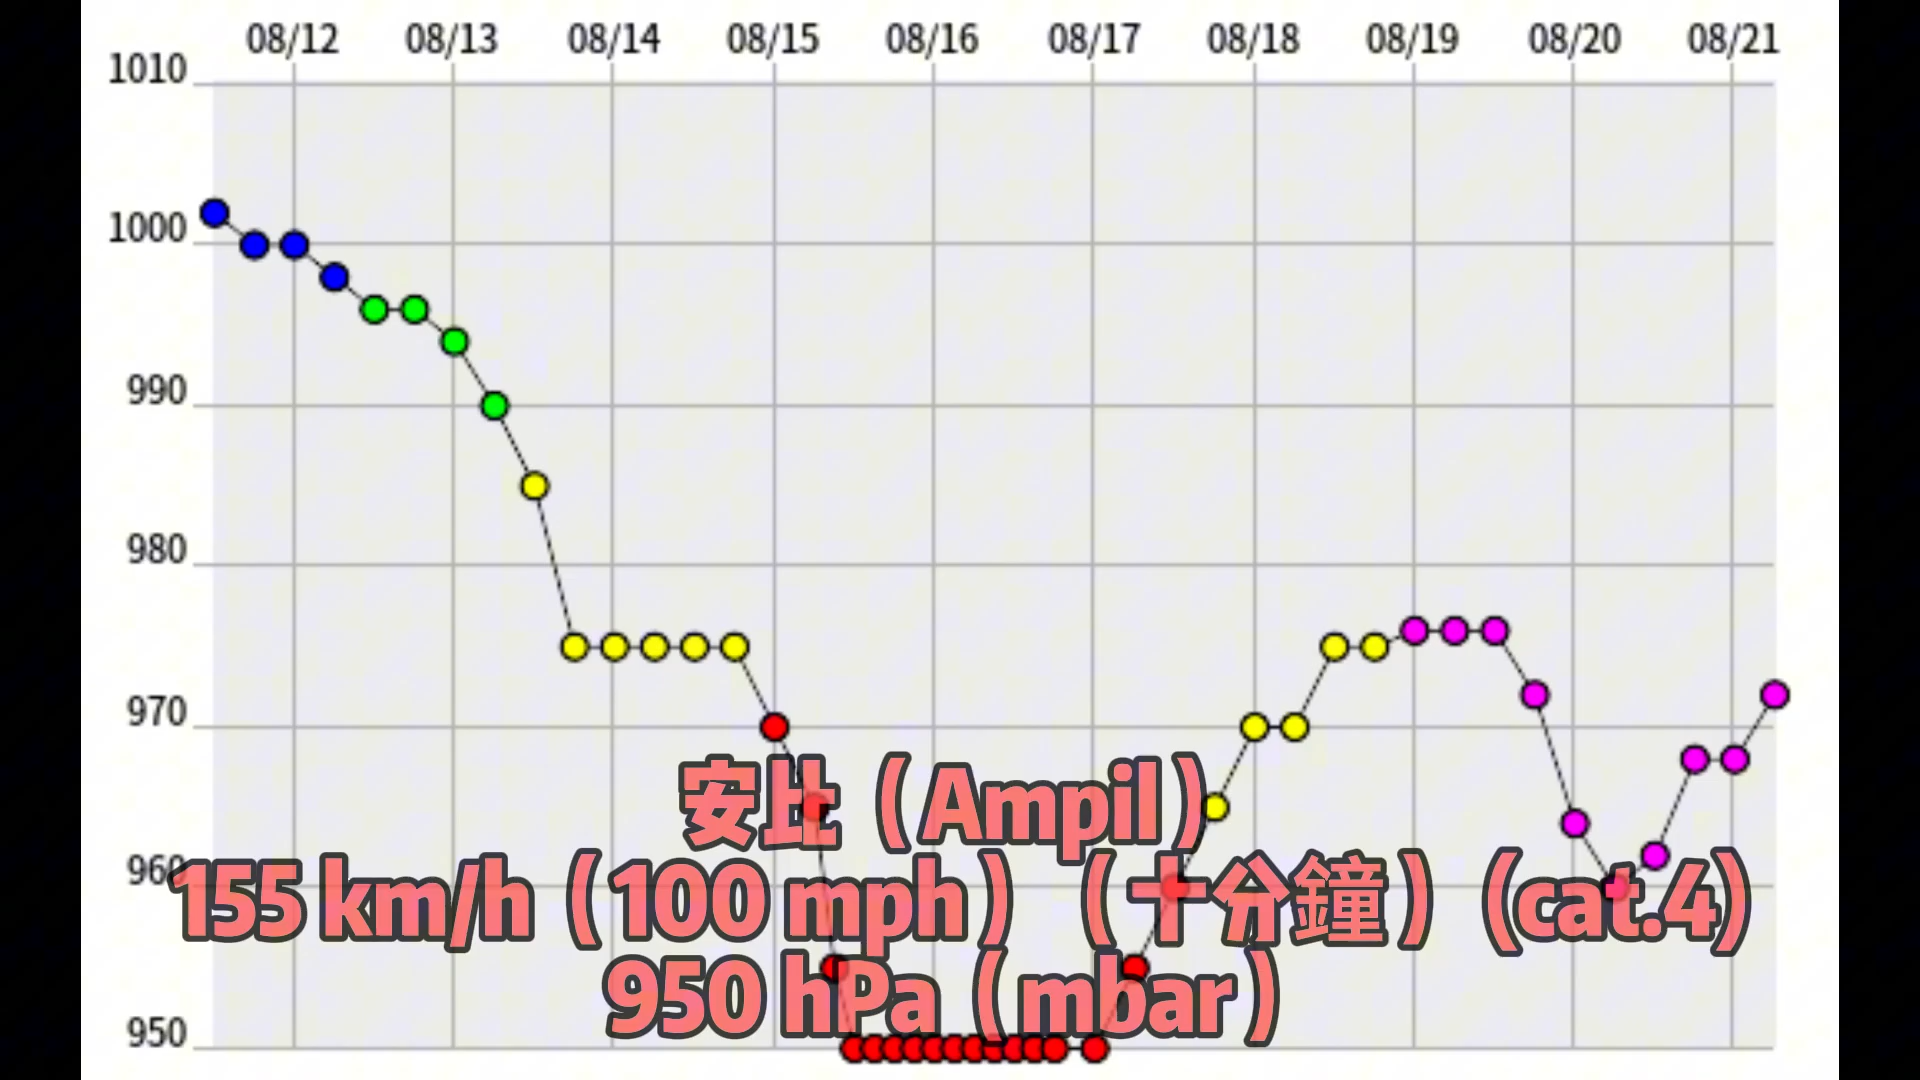 08/12 08/13 08/14 08/15 08/16 08/17 08/18 08/19 08/20 08/21
1010
1000
990
980
970
960
950
安比（Ampil）
155 km/h（100 mph）（十分鐘）(cat.4)
950 hPa（mbar）